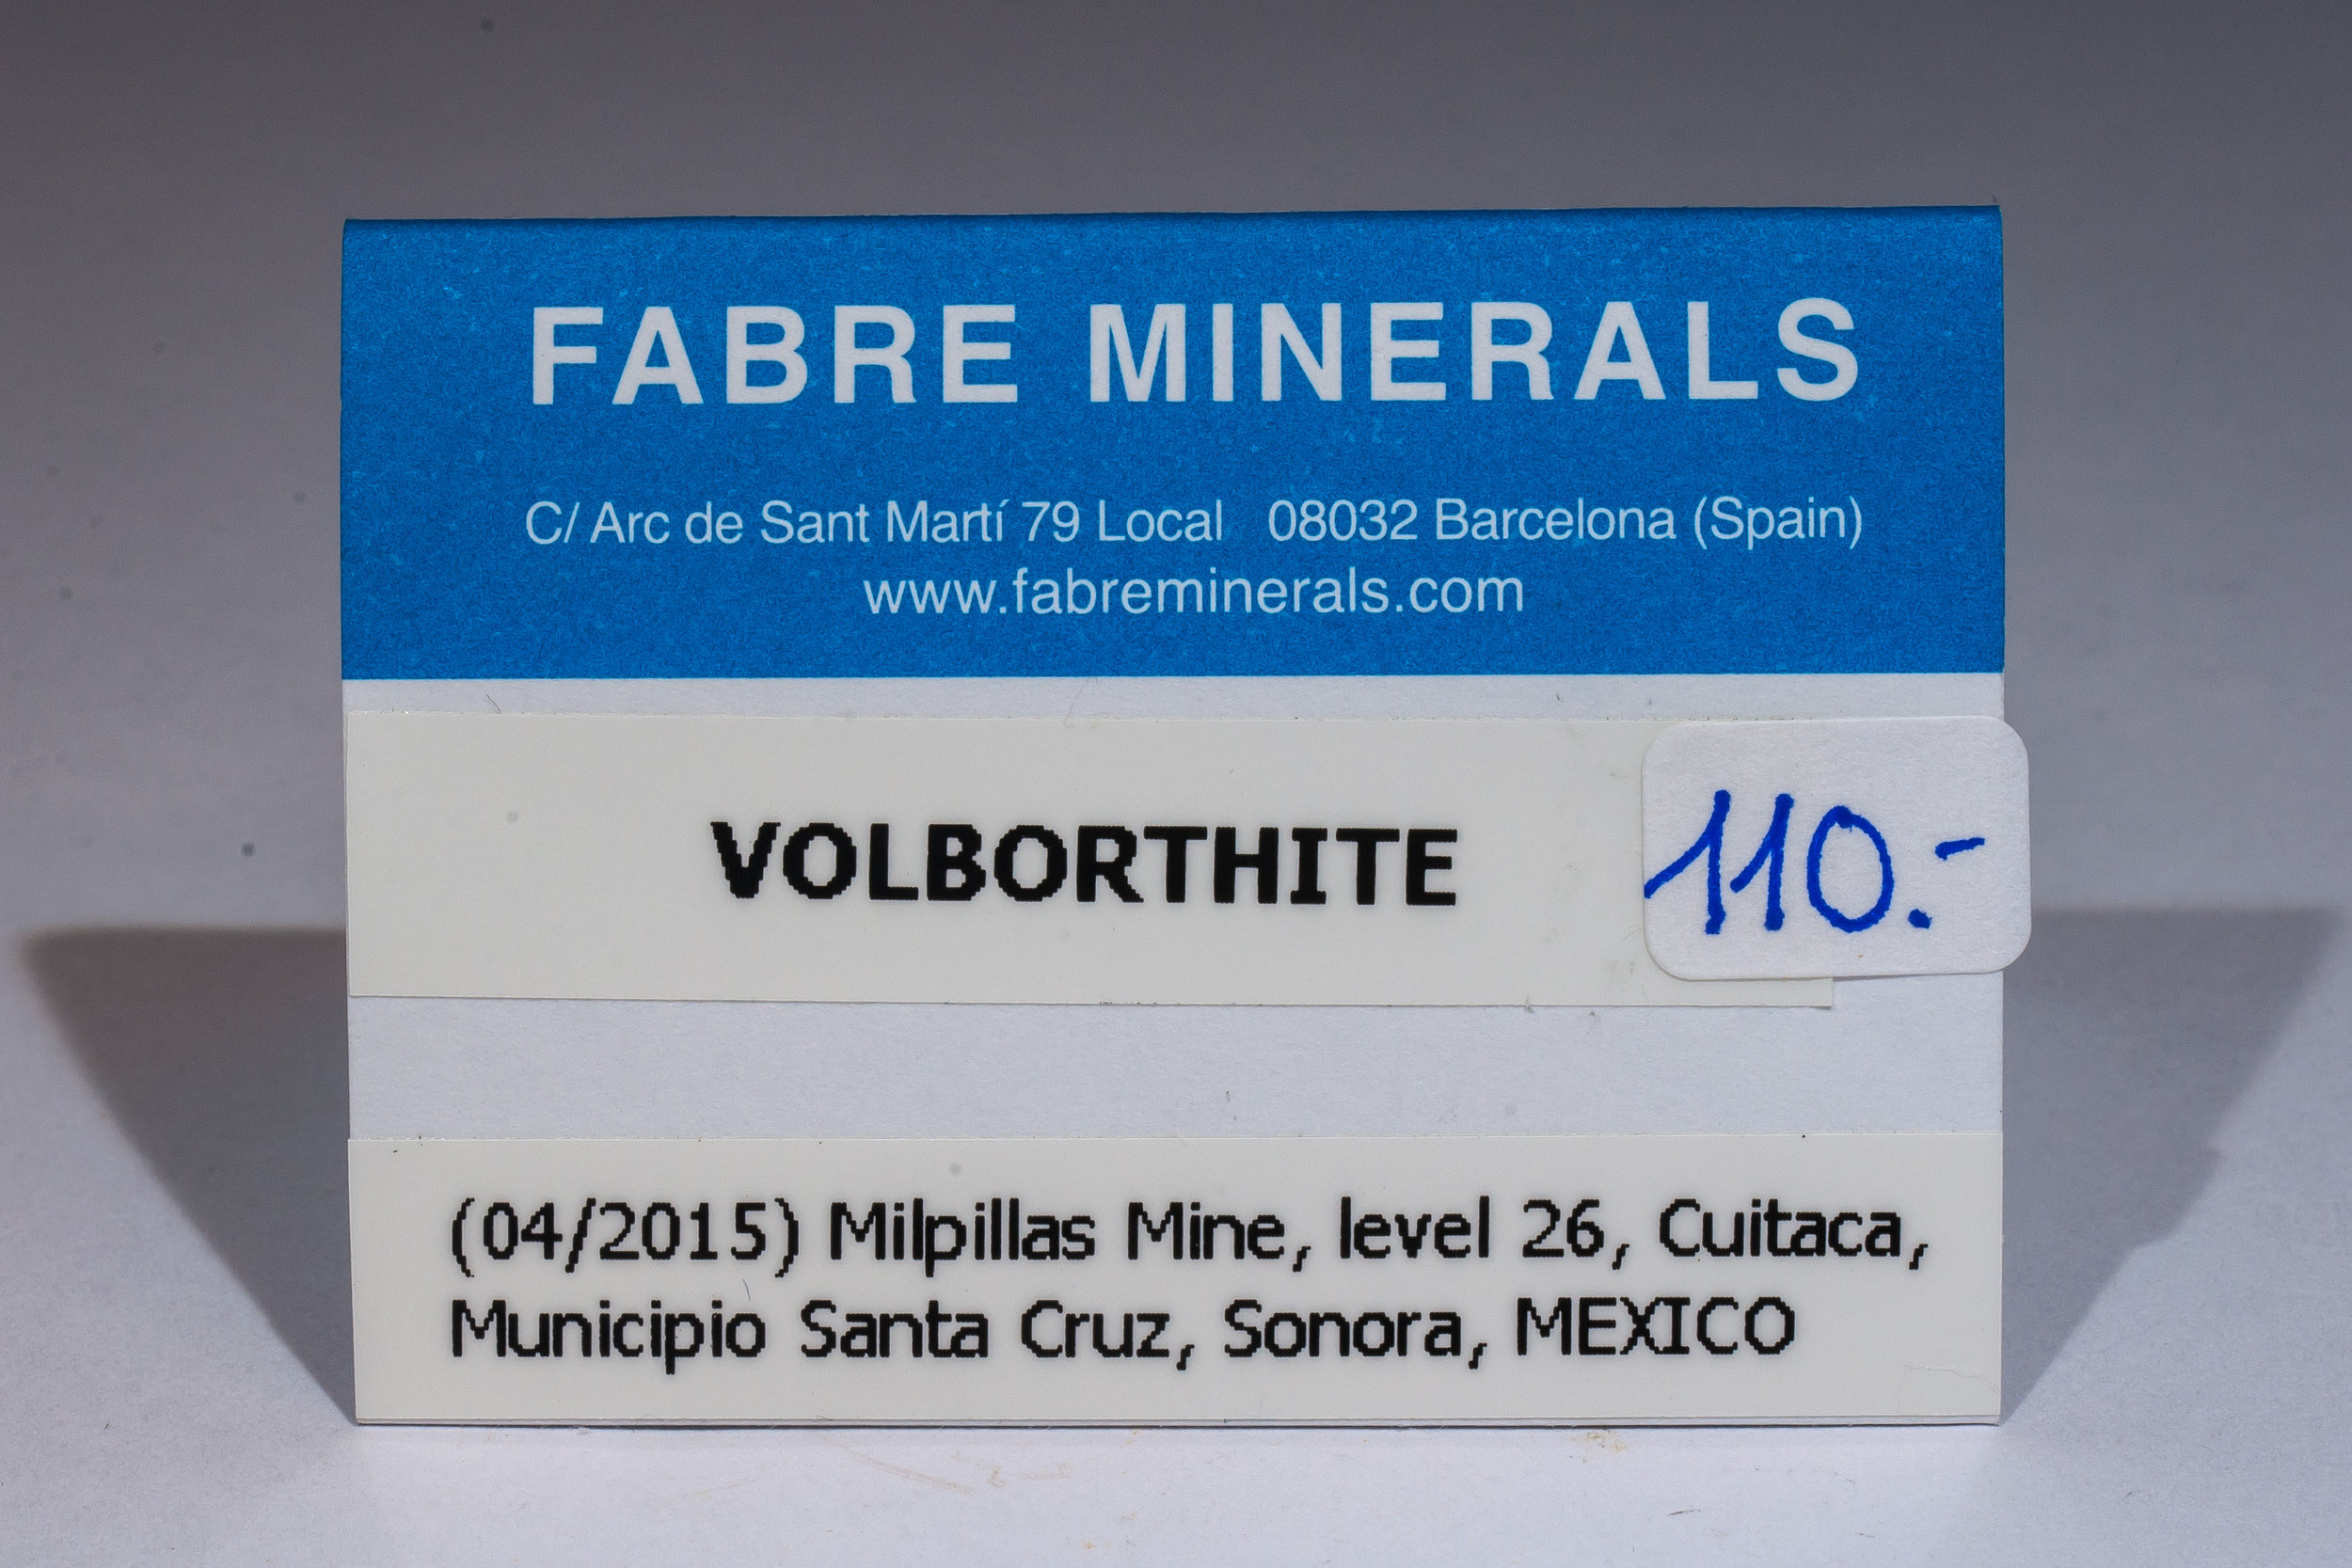 FABRE MINERALS
C/ Arc de Sant Martí 79 Local 08032 Barcelona (Spain)
www.fabreminerals.com
VOLBORTHITE
110.-
(04/2015) Milpillas Mine, level 26, Cuitaca,
Municipio Santa Cruz, Sonora, MEXICO